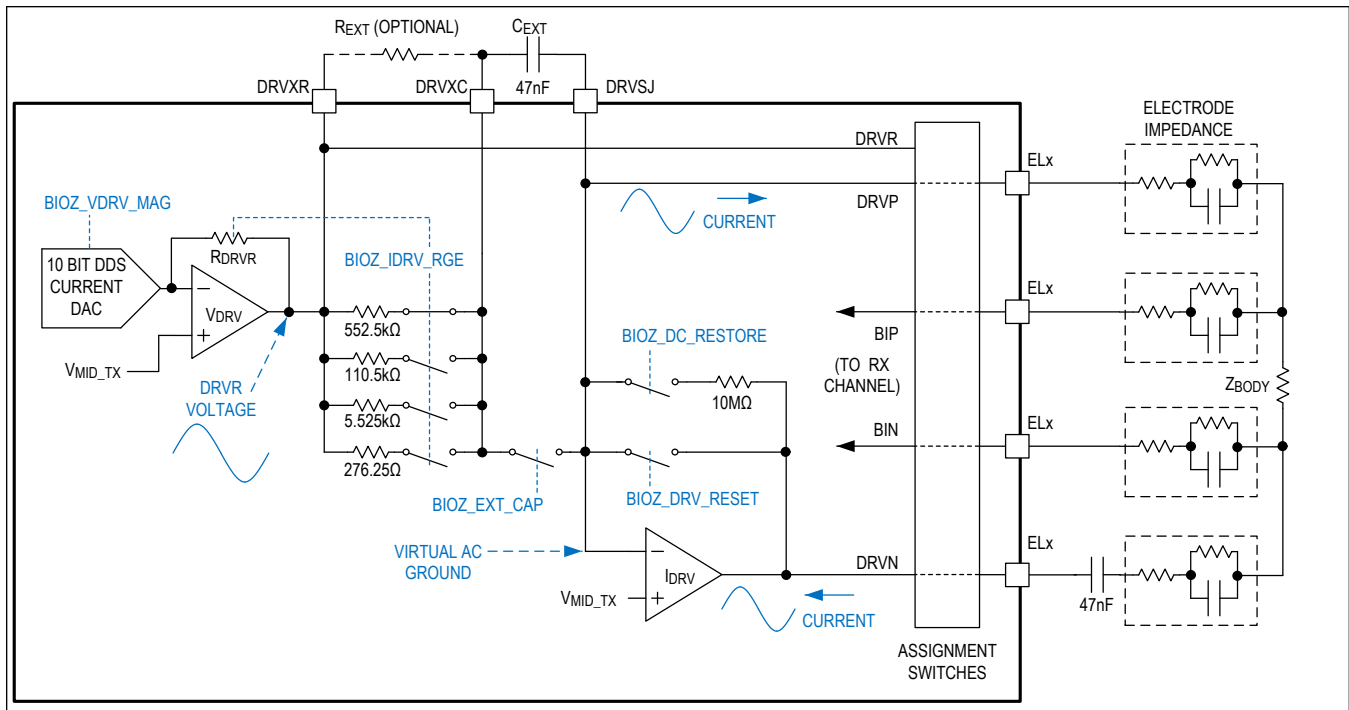 REXT (OPTIONAL)
CEXT
47nF
DRVXR
DRVXC
DRVSJ
ELECTRODE
IMPEDANCE
DRVR
ELx
DRVP
CURRENT
BIOZ_VDRV_MAG
10 BIT DDS
CURRENT
DAC
RDRVR
BIOZ_IDRV_RGE
VDRV
VMID_TX
552.5kΩ
110.5kΩ
5.525kΩ
276.25Ω
DRVR
VOLTAGE
BIOZ_EXT_CAP
BIOZ_DC_RESTORE
10MΩ
BIOZ_DRV_RESET
ELx
BIP
(TO RX
CHANNEL)
BIN
ELx
ZBODY
VIRTUAL AC
GROUND
IDRV
VMID_TX
CURRENT
DRVN
ELx
47nF
ASSIGNMENT
SWITCHES